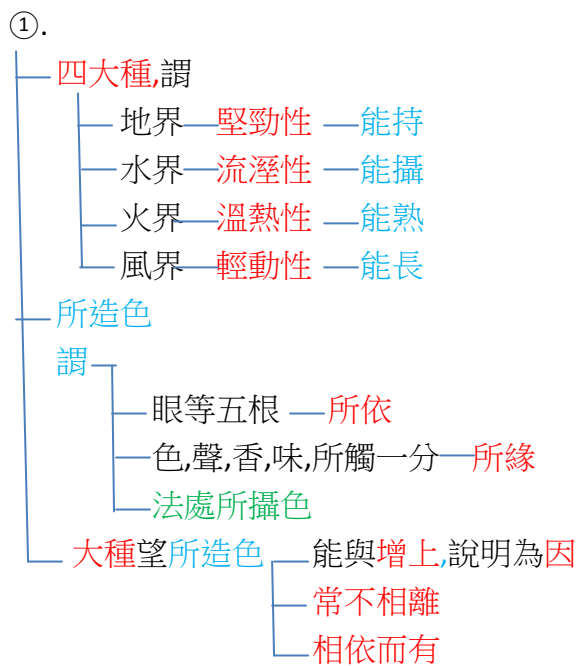 ①.
四大種,謂
地界 堅勁性 能持
水界 流溼性 能攝
火界 溫熱性 能熟
風界 輕動性 能長
所造色
謂
眼等五根 所依
色,聲,香,味,所觸一分 所緣
法處所攝色
大種望所造色 能與增上,說明為因
常不相離
相依而有